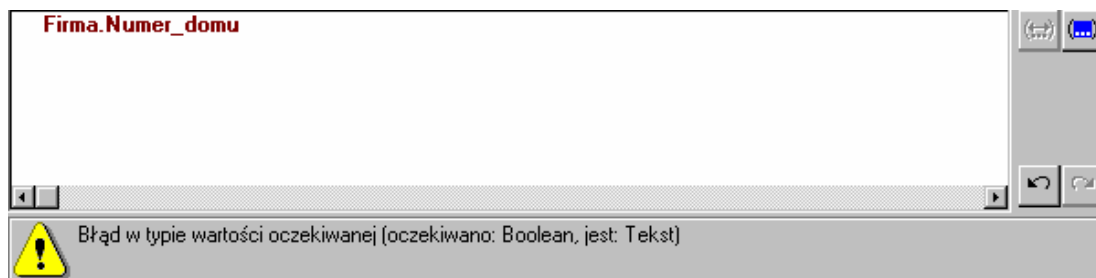 Firma.Numer_domu
Błąd w typie wartości oczekiwanej (oczekiwano: Boolean, jest: Tekst)